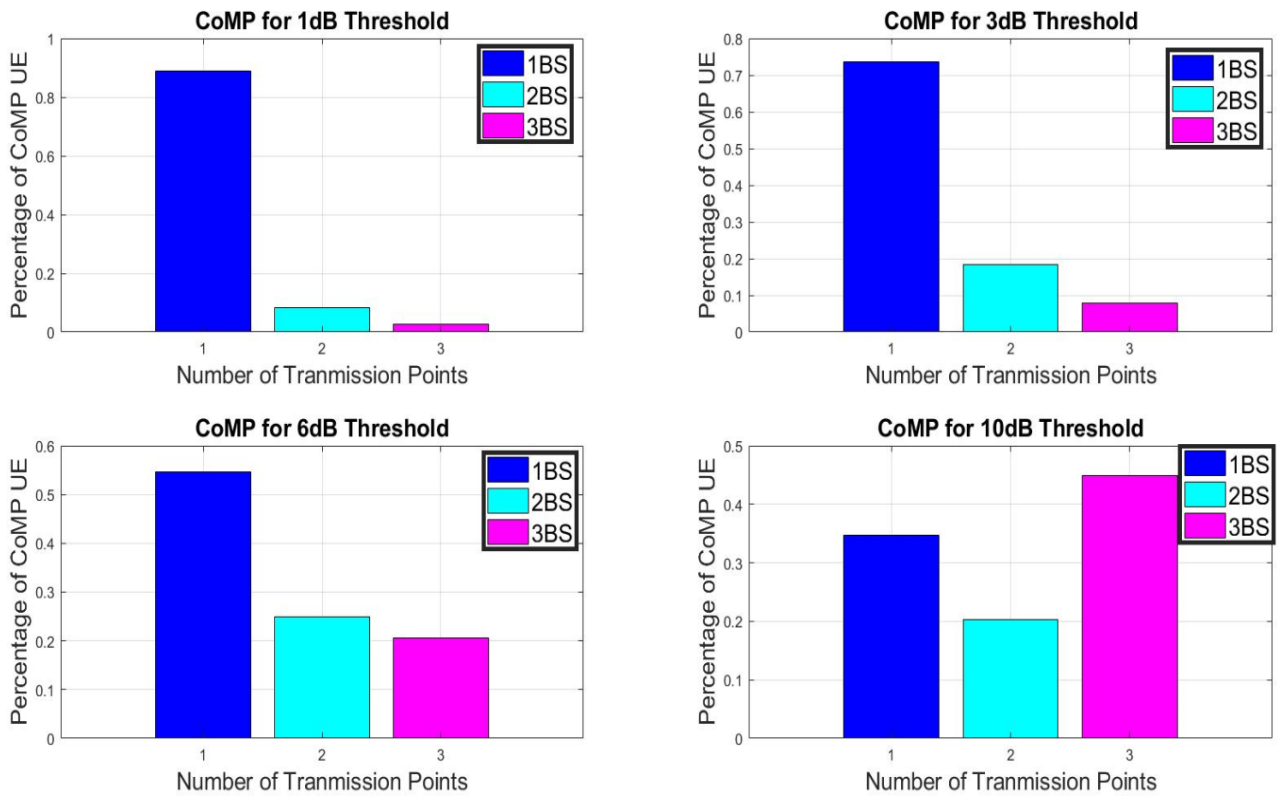 CoMP for 1dB Threshold
Percentage of CoMP UE
1
0.8
0.6
0.4
0.2
0
1BS
2BS
3BS
1 2 3
Number of Tranmission Points
CoMP for 3dB Threshold
Percentage of CoMP UE
0.8
0.7
0.6
0.5
0.4
0.3
0.2
0.1
0
1BS
2BS
3BS
1 2 3
Number of Tranmission Points
CoMP for 6dB Threshold
Percentage of CoMP UE
0.6
0.5
0.4
0.3
0.2
0.1
0
1BS
2BS
3BS
1 2 3
Number of Tranmission Points
CoMP for 10dB Threshold
Percentage of CoMP UE
0.5
0.4
0.3
0.2
0.1
0
1BS
2BS
3BS
1 2 3
Number of Tranmission Points